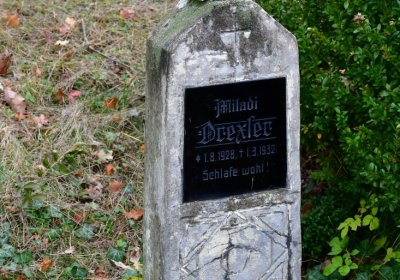 Miladi
Drexler
* 1.8.1928. † 1.3.1932.
Schlafe wohl!